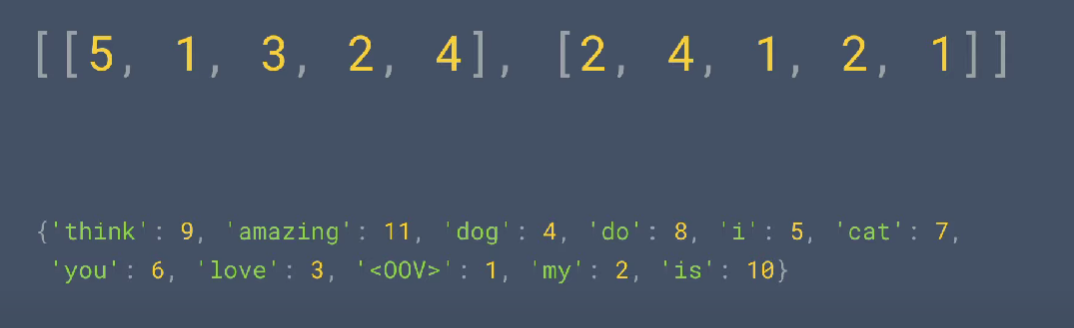 [[5, 1, 3, 2, 4], [2, 4, 1, 2, 1]]
{'think': 9, 'amazing': 11, 'dog': 4, 'do': 8, 'i': 5, 'cat': 7,
'you': 6, 'love': 3, '<OOV>': 1, 'my': 2, 'is': 10}